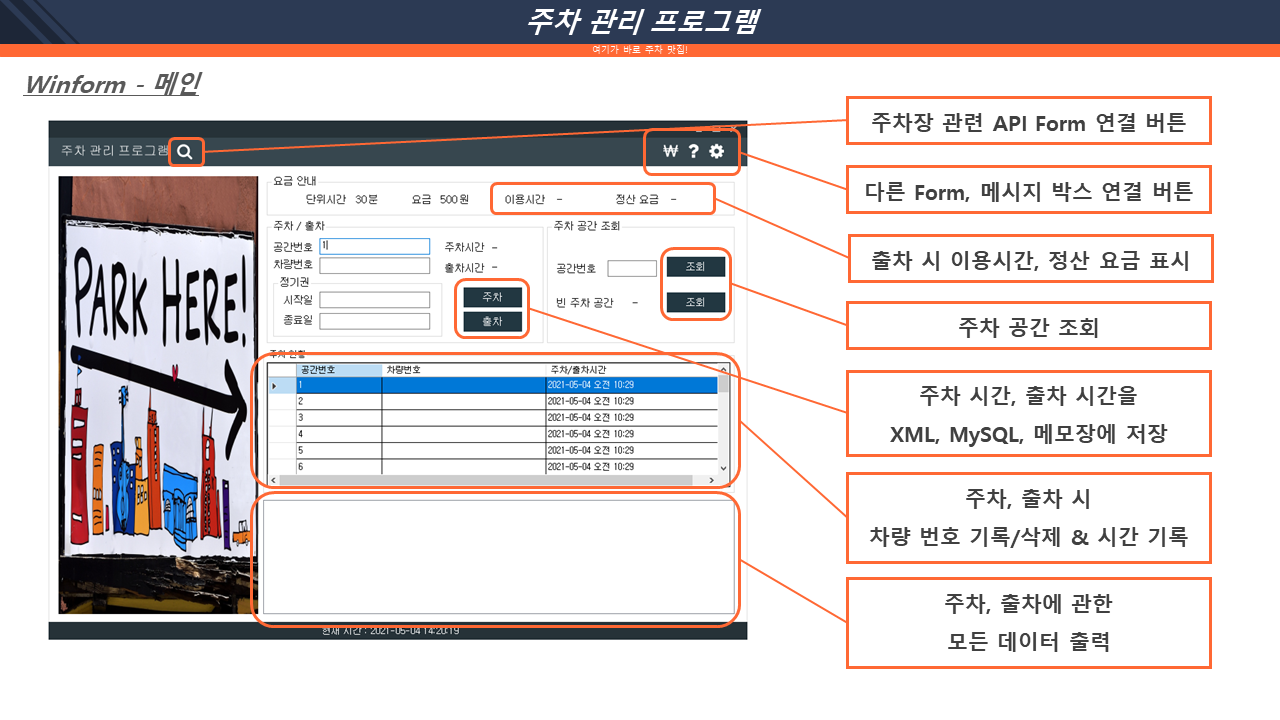 주차 관리 프로그램
여기가 바로 주차 맛집!
Winform - 메인
주차 관리 프로그램
₩ ?
요금 안내
단위시간 30분 요금 500원 이용시간 - 정산 요금 -
주차 / 출차
공간번호 1 주차시간 -
차량번호 출차시간 -
정기권
시작일
종료일
주차
출차
주차 공간 조회
공간번호 조회
빈 주차 공간 - 조회
주차 현황
공간번호 차량번호 주차/출차시간
1 2021-05-04 오전 10:29
2 2021-05-04 오전 10:29
3 2021-05-04 오전 10:29
4 2021-05-04 오전 10:29
5 2021-05-04 오전 10:29
6 2021-05-04 오전 10:29
현재 시간 : 2021-05-04 14:20:19
PARK HERE!
주차장 관련 API Form 연결 버튼
다른 Form, 메시지 박스 연결 버튼
출차 시 이용시간, 정산 요금 표시
주차 공간 조회
주차 시간, 출차 시간을
XML, MySQL, 메모장에 저장
주차, 출차 시
차량 번호 기록/삭제 & 시간 기록
주차, 출차에 관한
모든 데이터 출력